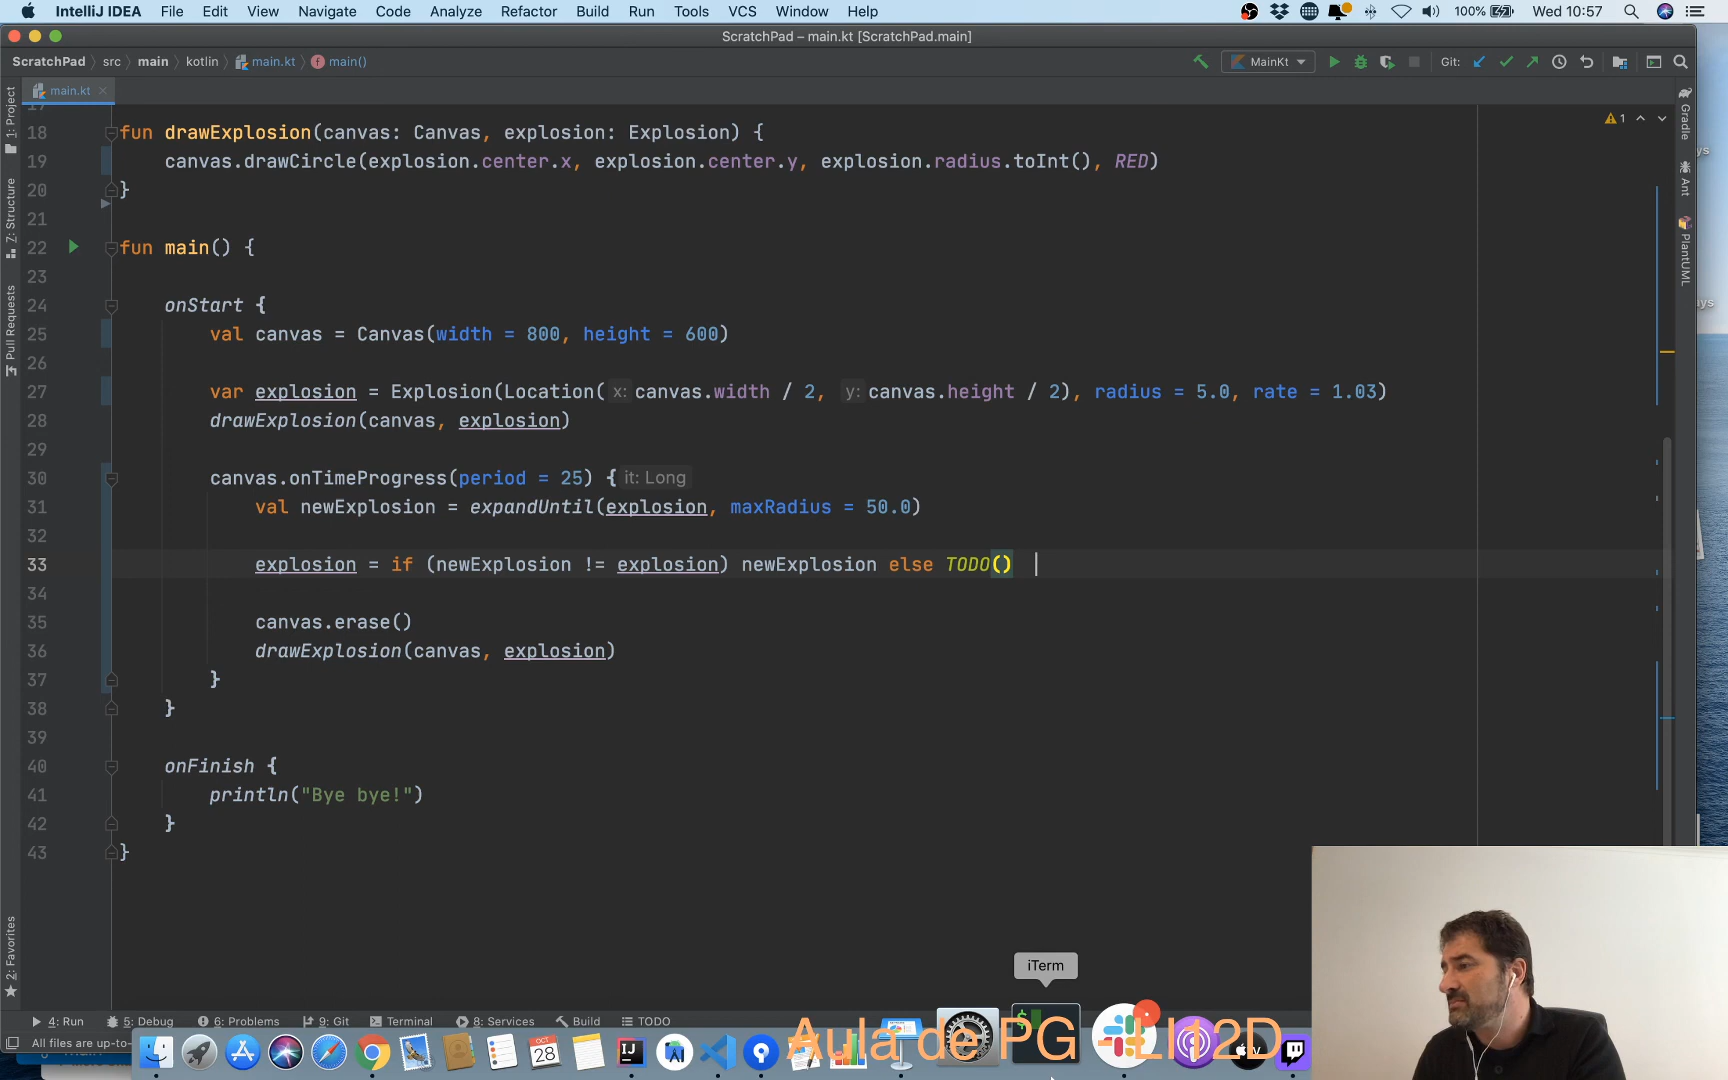 IntelliJ IDEA File Edit View Navigate Code Analyze Refactor Build Run Tools VCS Window Help 100% Wed 10:57
ScratchPad – main.kt [ScratchPad.main]
ScratchPad src main kotlin main.kt main() MainKt Git:
main.kt
1: Project
Z: Structure
Pull Requests
2: Favorites
Gradle
Ant
PlantUML
1
17
18 fun drawExplosion(canvas: Canvas, explosion: Explosion) {
19 canvas.drawCircle(explosion.center.x, explosion.center.y, explosion.radius.toInt(), RED)
20 }
21
22 fun main() {
23
24 onStart {
25 val canvas = Canvas(width = 800, height = 600)
26
27 var explosion = Explosion(Location( x: canvas.width / 2, y: canvas.height / 2), radius = 5.0, rate = 1.03)
28 drawExplosion(canvas, explosion)
29
30 canvas.onTimeProgress(period = 25) { it: Long
31 val newExplosion = expandUntil(explosion, maxRadius = 50.0)
32
33 explosion = if (newExplosion != explosion) newExplosion else TODO()
34
35 canvas.erase()
36 drawExplosion(canvas, explosion)
37 }
38 }
39
40 onFinish {
41 println("Bye bye!")
42 }
43 }
iTerm
4: Run 5: Debug 6: Problems 9: Git Terminal 8: Services Build TODO
All files are up-to-
OCT
28
Aula de PG - LI12D